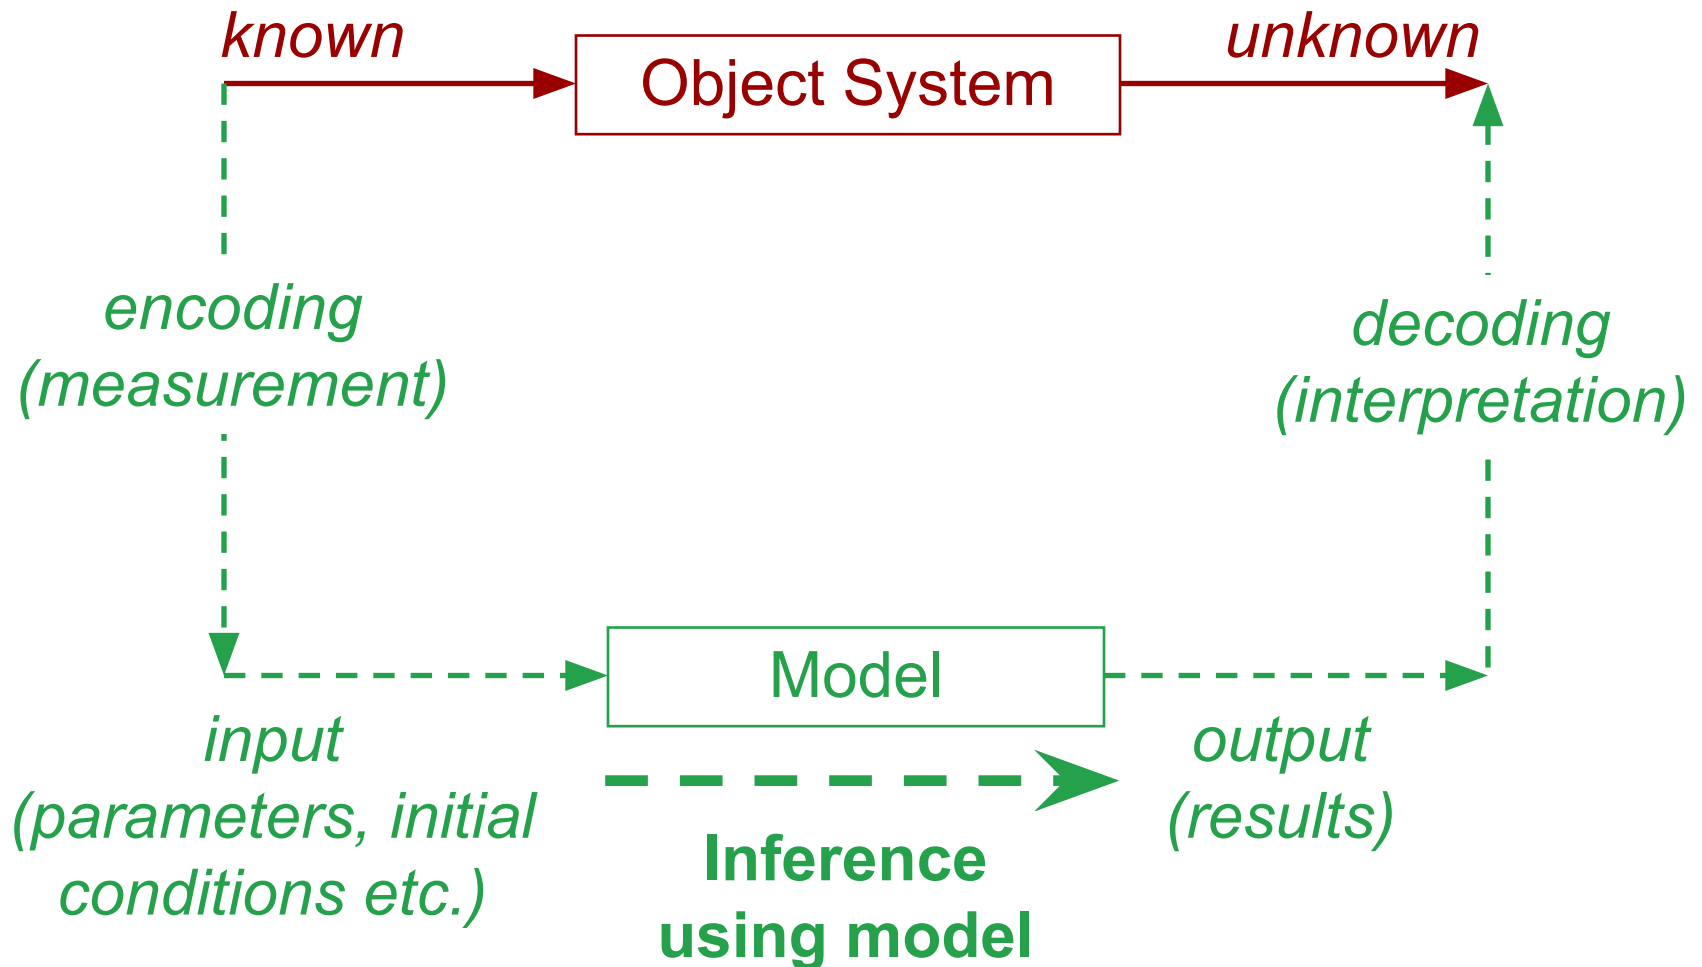 known
Object System
unknown
encoding
(measurement)
decoding
(interpretation)
Model
input
(parameters, initial
conditions etc.)
output
(results)
Inference
using model